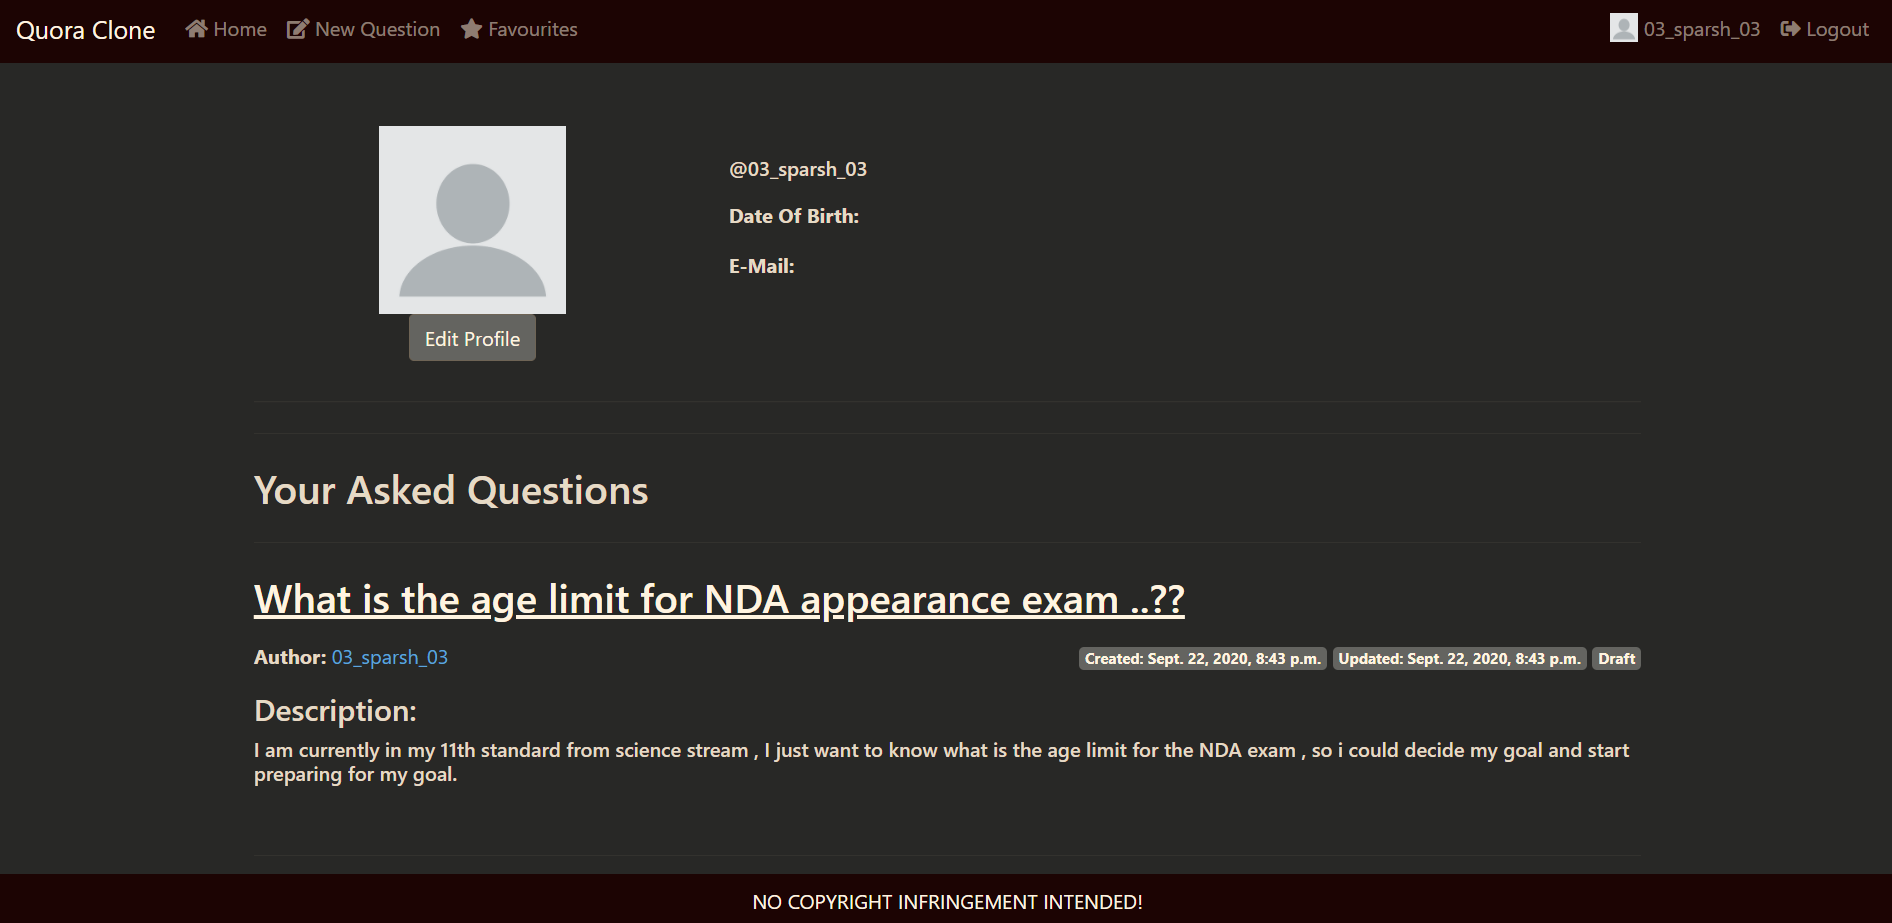 Quora Clone Home New Question Favourites 03_sparsh_03 Logout
@03_sparsh_03
Date Of Birth:
E-Mail:
Edit Profile
Your Asked Questions
What is the age limit for NDA appearance exam ..??
Author: 03_sparsh_03 Created: Sept. 22, 2020, 8:43 p.m. Updated: Sept. 22, 2020, 8:43 p.m. Draft
Description:
I am currently in my 11th standard from science stream , I just want to know what is the age limit for the NDA exam , so i could decide my goal and start
preparing for my goal.
NO COPYRIGHT INFRINGEMENT INTENDED!